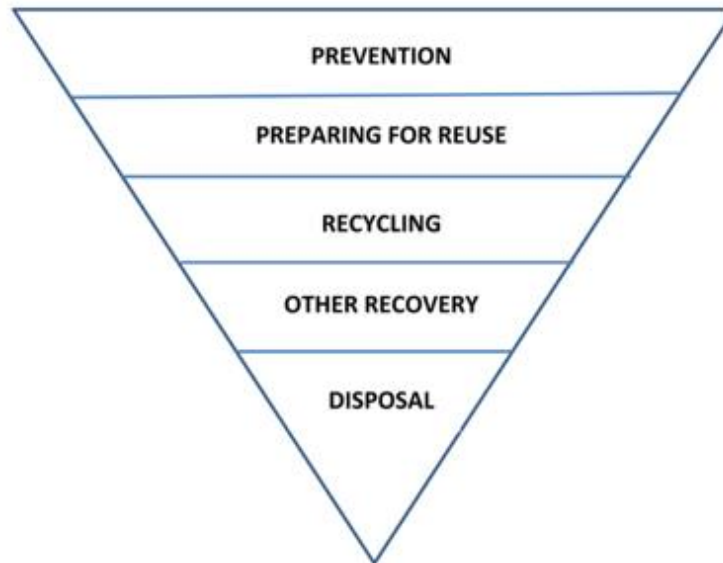 PREVENTION
PREPARING FOR REUSE
RECYCLING
OTHER RECOVERY
DISPOSAL